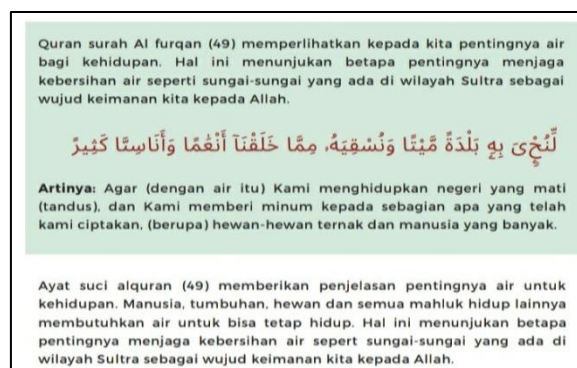 Quran surah Al furqan (49) memperlihatkan kepada kita pentingnya air
bagi kehidupan. Hal ini menunjukan betapa pentingnya menjaga
kebersihan air seperti sungai-sungai yang ada di wilayah Sultra sebagai
wujud keimanan kita kepada Allah.
لِّنُحْـِۧىَ بِهِۦ بَلْدَةً مَّيْتًا وَنُسْقِيَهُۥ مِمَّا خَلَقْنَآ أَنْعَٰمًا وَأَنَاسِىَّ كَثِيرً
Artinya: Agar (dengan air itu) Kami menghidupkan negeri yang mati
(tandus), dan Kami memberi minum kepada sebagian apa yang telah
kami ciptakan, (berupa) hewan-hewan ternak dan manusia yang banyak.
Ayat suci alquran (49) memberikan penjelasan pentingnya air untuk
kehidupan. Manusia, tumbuhan, hewan dan semua mahluk hidup lainnya
membutuhkan air untuk bisa tetap hidup. Hal ini menunjukan betapa
pentingnya menjaga kebersihan air sepert sungai-sungai yang ada di
wilayah Sultra sebagai wujud keimanan kita kepada Allah.